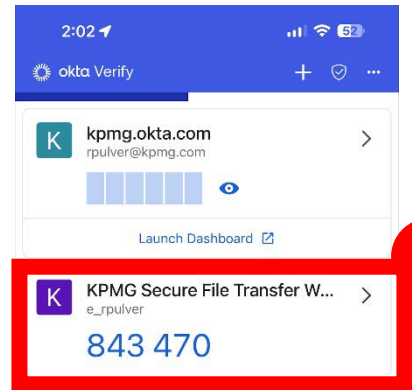 2:02 52
okta Verify
K kpmg.okta.com
rpulver@kpmg.com
Launch Dashboard
K KPMG Secure File Transfer W...
e_rpulver
843 470